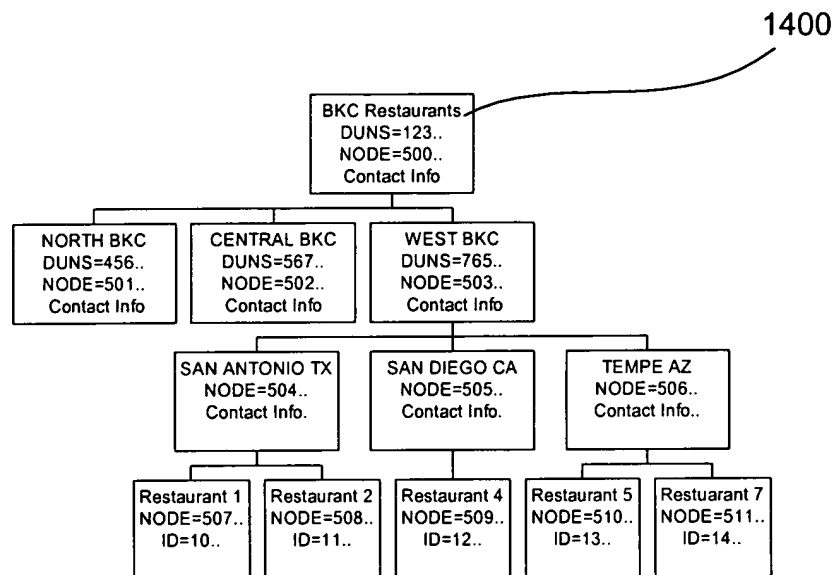 1400
BKC Restaurants
DUNS=123..
NODE=500..
Contact Info
NORTH BKC
DUNS=456..
NODE=501..
Contact Info
CENTRAL BKC
DUNS=567..
NODE=502..
Contact Info
WEST BKC
DUNS=765..
NODE=503..
Contact Info
SAN ANTONIO TX
NODE=504..
Contact Info.
SAN DIEGO CA
NODE=505..
Contact Info.
TEMPE AZ
NODE=506..
Contact Info..
Restaurant 1
NODE=507..
ID=10..
Restaurant 2
NODE=508..
ID=11..
Restaurant 4
NODE=509..
ID=12..
Restaurant 5
NODE=510..
ID=13..
Restuarant 7
NODE=511..
ID=14..